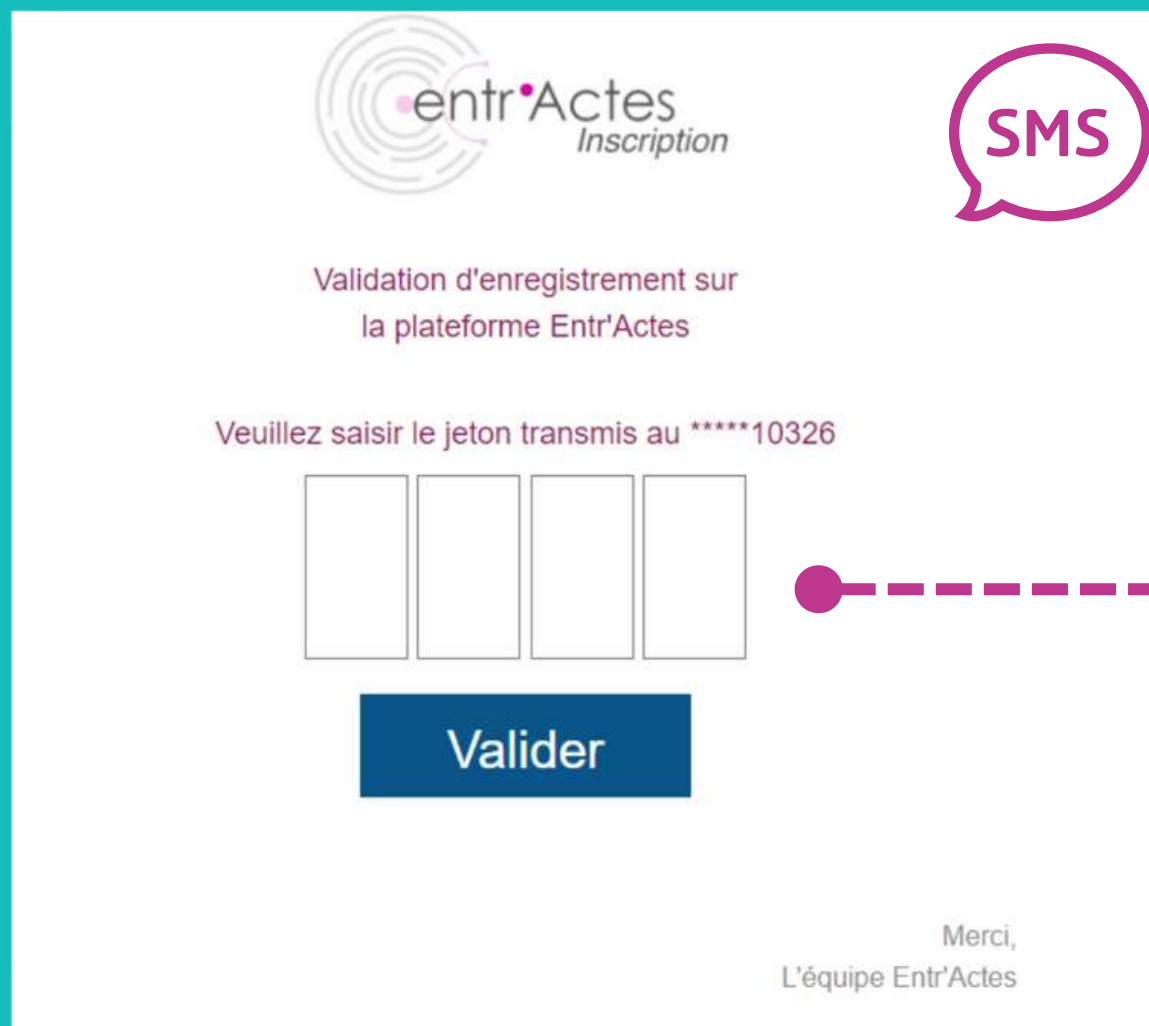 entr'Actes
Inscription
SMS
Validation d'enregistrement sur
la plateforme Entr'Actes
Veuillez saisir le jeton transmis au *****10326
Valider
Merci,
L'équipe Entr'Actes